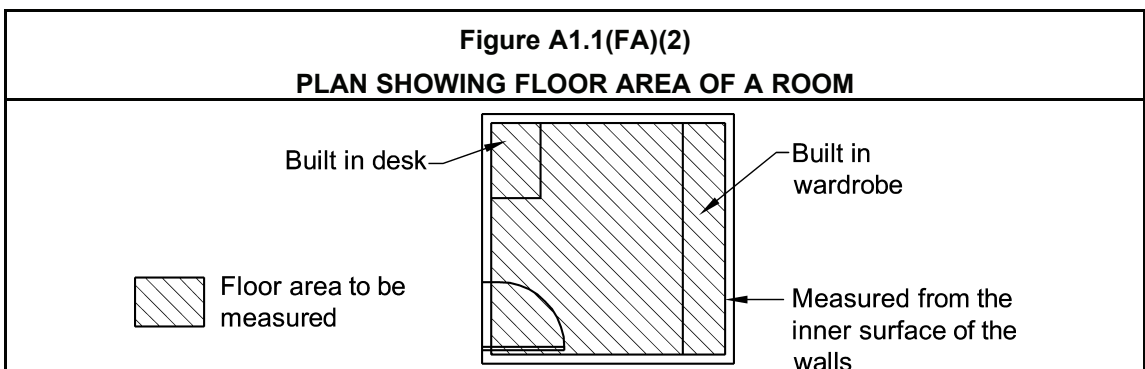 Figure A1.1(FA)(2)
PLAN SHOWING FLOOR AREA OF A ROOM
Built in desk
Built in
wardrobe
Floor area to be
measured
Measured from the
inner surface of the
walls